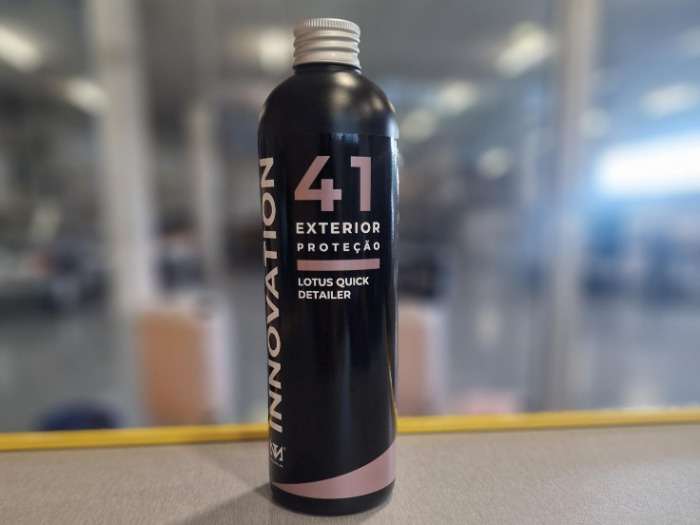 41
EXTERIOR
PROTEÇÃO
LOTUS QUICK
DETAILER
INNOVATION